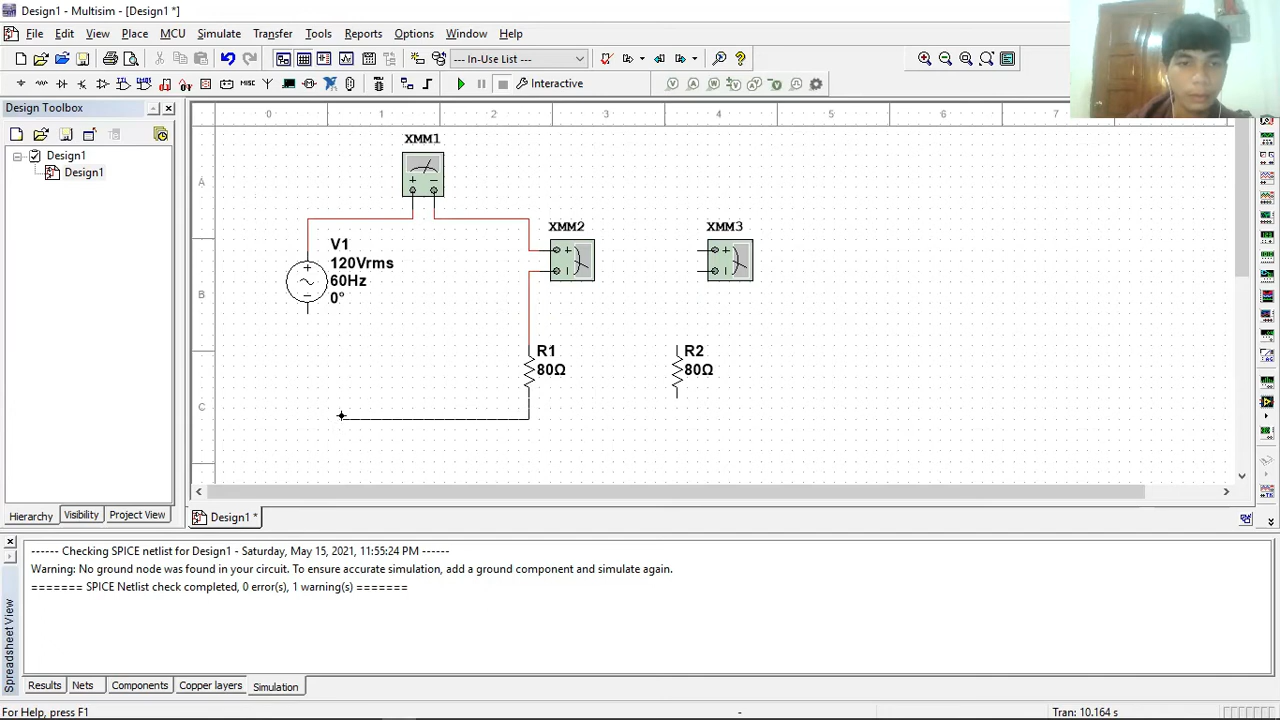 Design1 - Multisim - [Design1 *]
File Edit View Place MCU Simulate Transfer Tools Reports Options Window Help
--- In-Use List ---
Interactive
Design Toolbox
Design1
Design1
0 1 2 3 4 5 6 7
A
B
C
XMM1
XMM2
XMM3
V1
120Vrms
60Hz
0°
R1
80Ω
R2
80Ω
Hierarchy Visibility Project View
Design1 *
------ Checking SPICE netlist for Design1 - Saturday, May 15, 2021, 11:55:24 PM ------
Warning: No ground node was found in your circuit. To ensure accurate simulation, add a ground component and simulate again.
======= SPICE Netlist check completed, 0 error(s), 1 warning(s) =======
Spreadsheet View
Results Nets Components Copper layers Simulation
For Help, press F1
Tran: 10.164 s